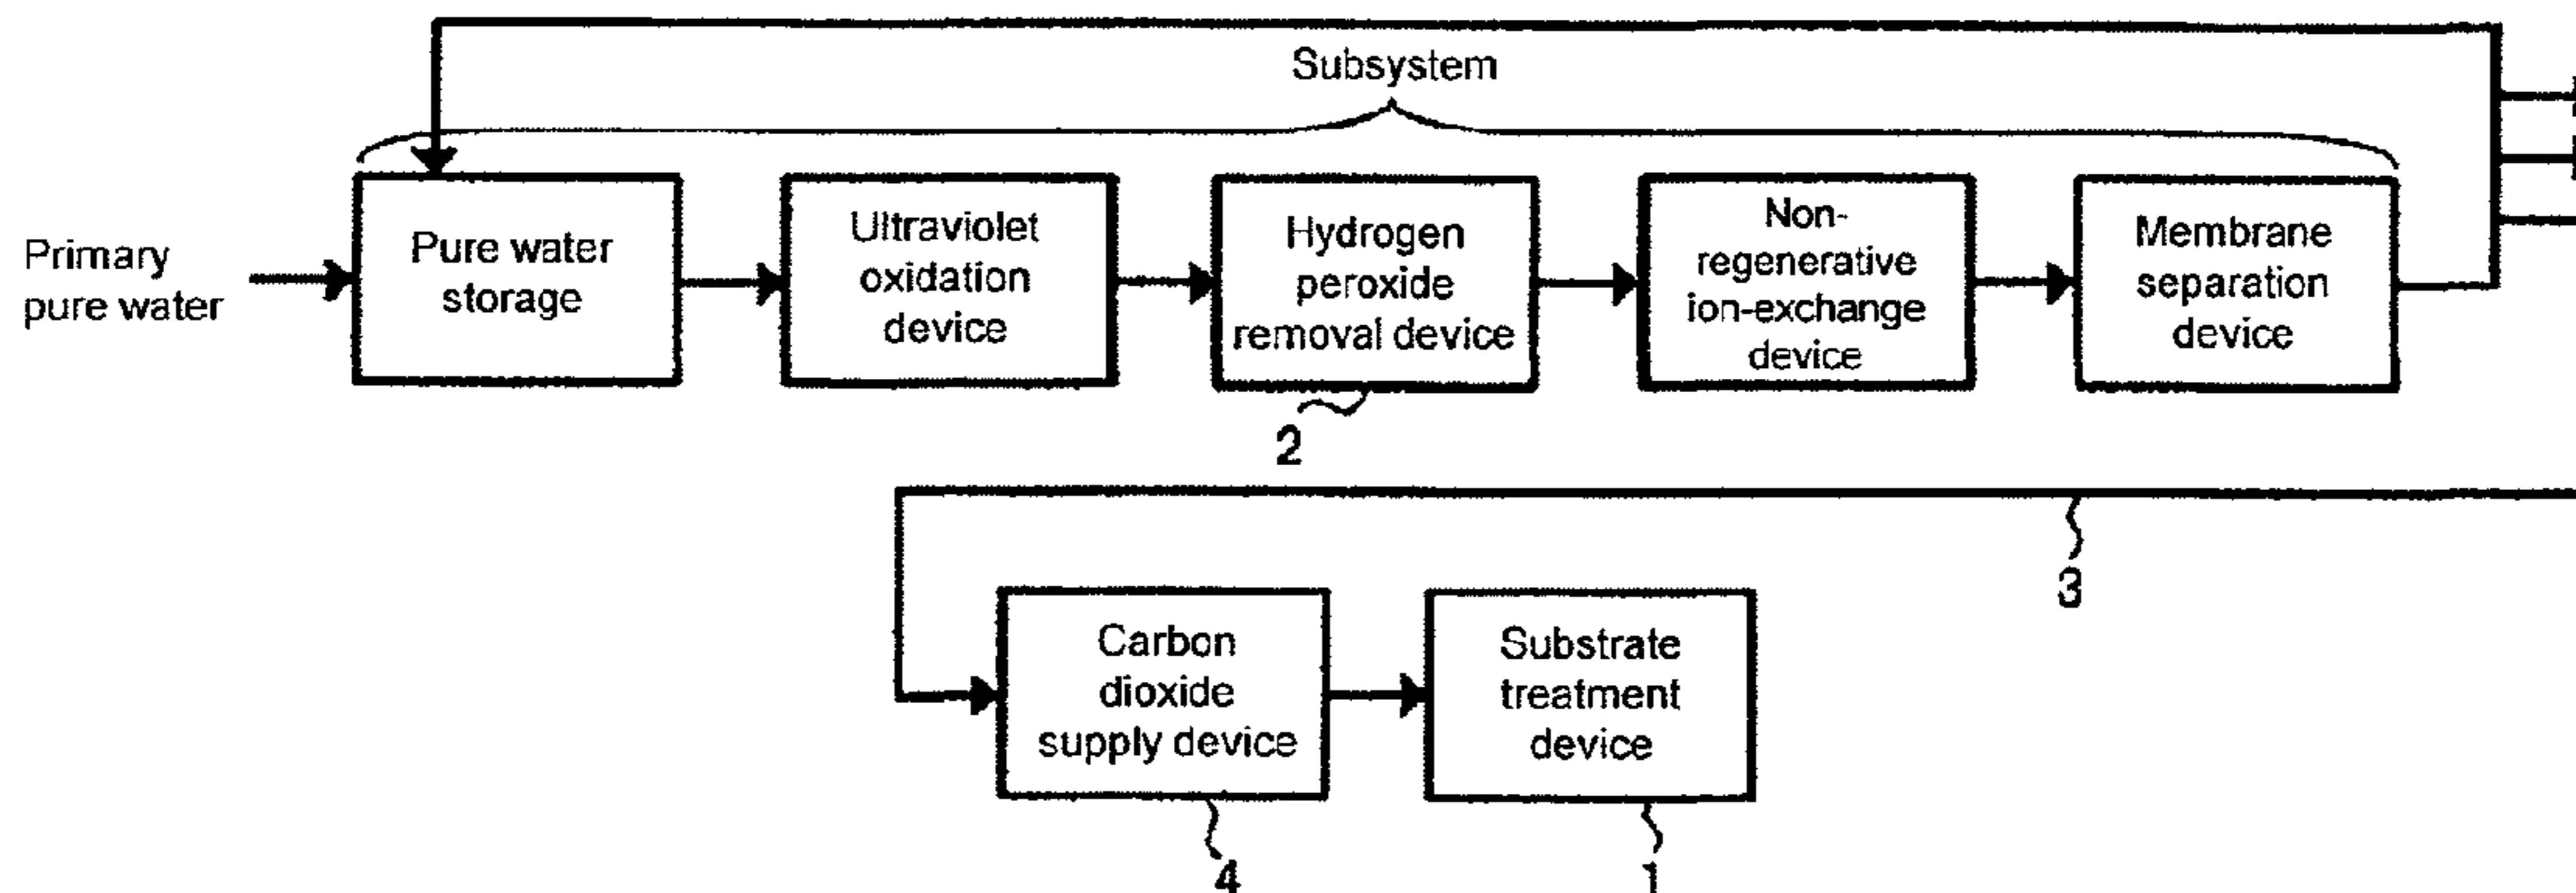 Subsystem
Primary
pure water
Pure water
storage
Ultraviolet
oxidation
device
Hydrogen
peroxide
removal device
Non-
regenerative
ion-exchange
device
Membrane
separation
device
2
3
Carbon
dioxide
supply device
Substrate
treatment
device
4
1